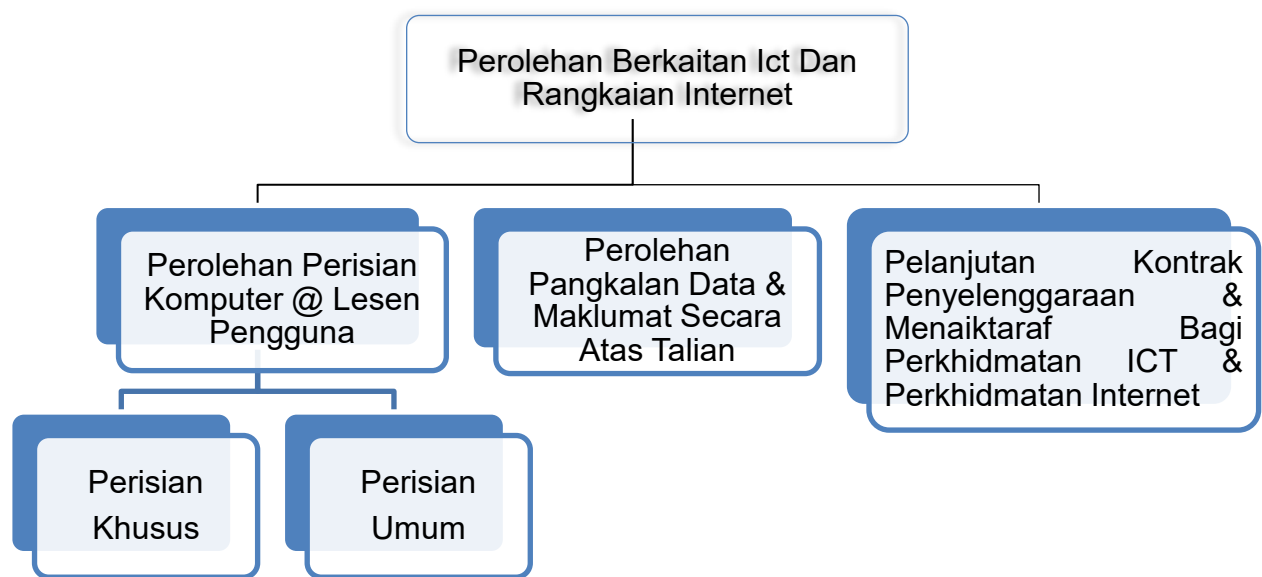 Perolehan Berkaitan Ict Dan
Rangkaian Internet
Perolehan Perisian
Komputer @ Lesen
Pengguna
Perolehan
Pangkalan Data &
Maklumat Secara
Atas Talian
Pelanjutan Kontrak
Penyelenggaraan &
Menaiktaraf Bagi
Perkhidmatan ICT &
Perkhidmatan Internet
Perisian
Khusus
Perisian
Umum